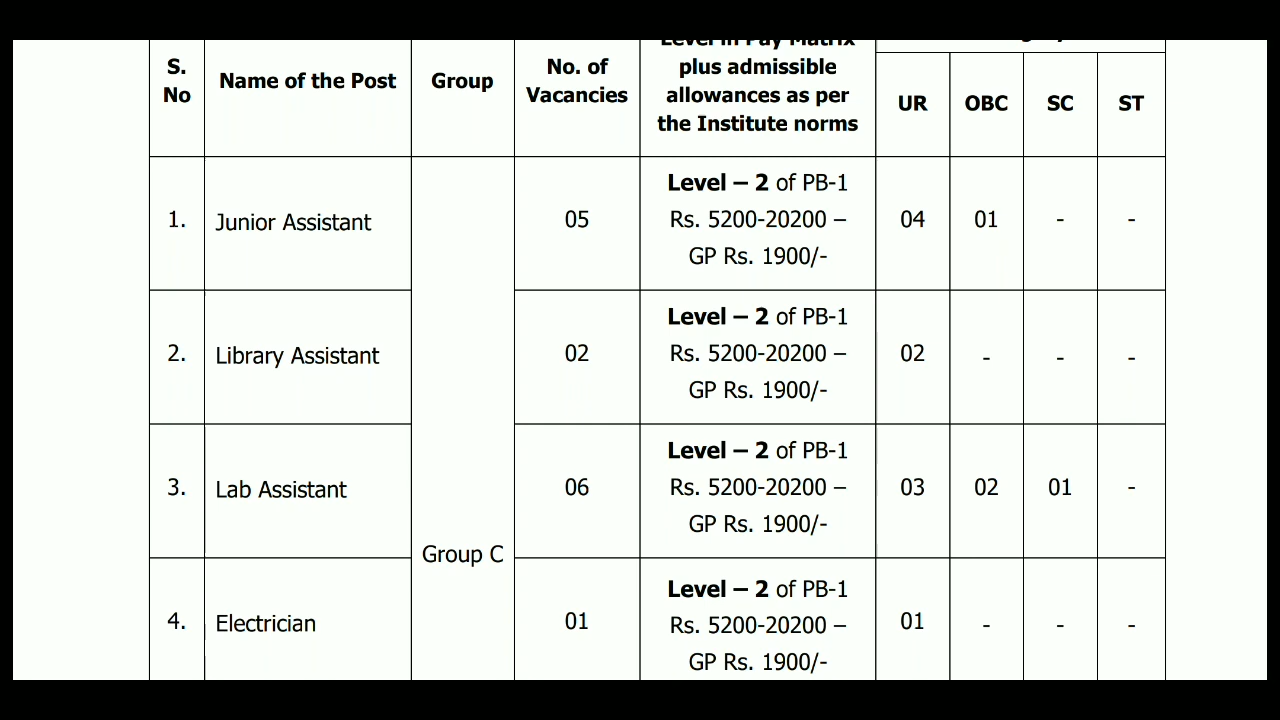 Level in Pay Matrix
S. No
Name of the Post
Group
No. of Vacancies
plus admissible
allowances as per
the Institute norms
UR
OBC
SC
ST
1.
Junior Assistant
Group C
05
Level – 2 of PB-1
Rs. 5200-20200 –
GP Rs. 1900/-
04
01
-
-
2.
Library Assistant
02
Level – 2 of PB-1
Rs. 5200-20200 –
GP Rs. 1900/-
02
-
-
-
3.
Lab Assistant
06
Level – 2 of PB-1
Rs. 5200-20200 –
GP Rs. 1900/-
03
02
01
-
4.
Electrician
01
Level – 2 of PB-1
Rs. 5200-20200 –
GP Rs. 1900/-
01
-
-
-